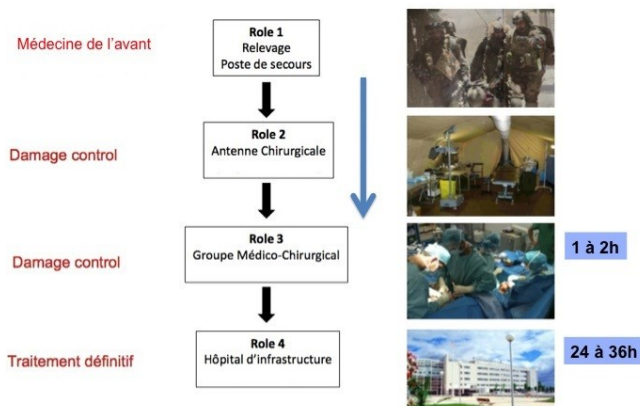 Médecine de l'avant
Role 1
Relevage
Poste de secours
Damage control
Role 2
Antenne Chirurgicale
Damage control
Role 3
Groupe Médico-Chirurgical
1 à 2h
Traitement définitif
Role 4
Hôpital d'infrastructure
24 à 36h